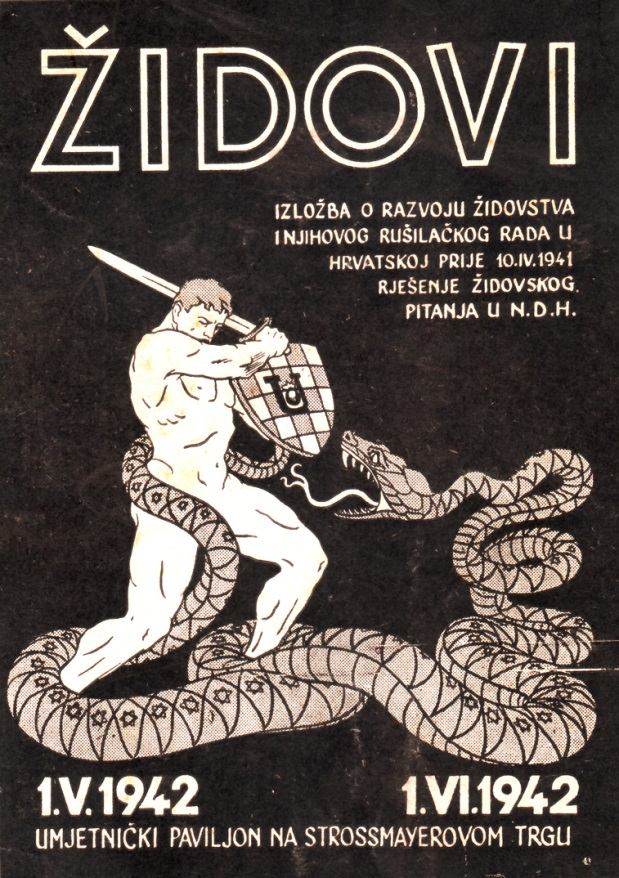 ŽIDOVI
IZLOŽBA O RAZVOJU ŽIDOVSTVA
I NJIHOVOG RUŠILAČKOG RADA U
HRVATSKOJ PRIJE 10.IV.1941
RJEŠENJE ŽIDOVSKOG
PITANJA U N.D.H.
U
1.V.1942 1.VI.1942
UMJETNIČKI PAVILJON NA STROSSMAYEROVOM TRGU